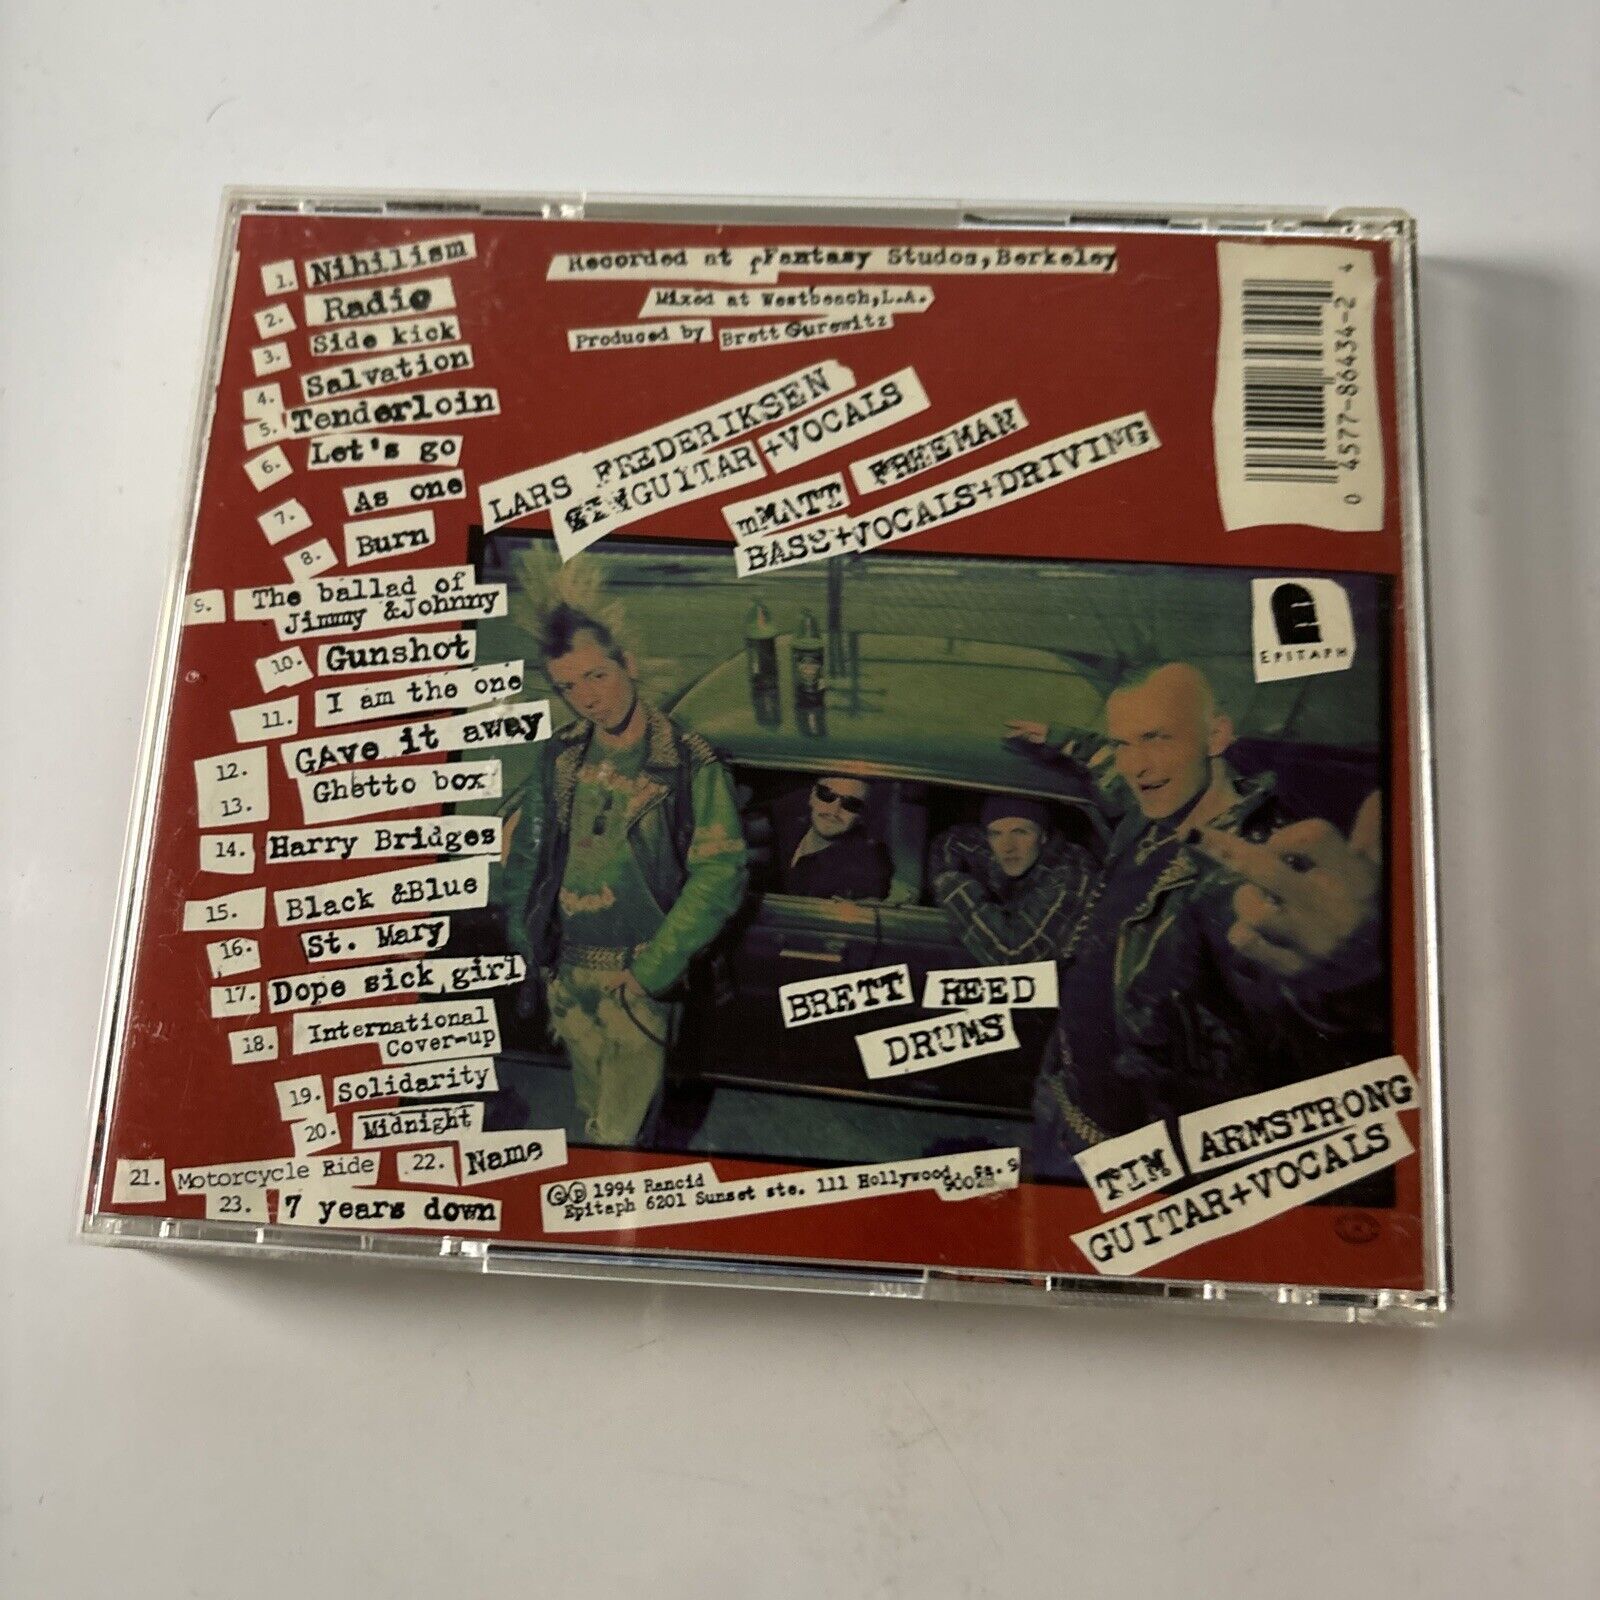 1. Nihilism
2. Radio
3. Side kick
4. Salvation
5. Tenderloin
6. Let's go
7. As one
8. Burn
9. The ballad of
Jimmy &Johnny
10. Gunshot
11. I am the one
12. GAve it away
13. Ghetto box
14. Harry Bridges
15. Black &Blue
16. St. Mary
17. Dope sick girl
18. International
Cover-up
19. Solidarity
20. Midnight
21. Motorcycle Ride 22. Name
23. 7 years down
Recorded at Fantasy Studos, Berkeley
Mixed at Westbeach, L.A.
Produced by Brett Gurewitz
LARS FREDERIKSEN
GUITAR+VOCALS
mMATT FREEMAN
BASS+VOCALS+DRIVING
BRETT REED
DRUMS
TIM ARMSTRONG
GUITAR+VOCALS
EPITAPH
0 4577-86434-2 4
© ℗ 1994 Rancid
Epitaph 6201 Sunset ste. 111 Hollywood, Ca. 9
90028